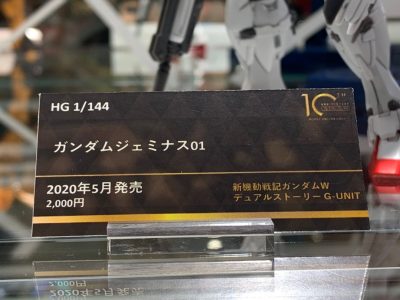 HG 1/144
10TH
ガンダムジェミナス01
2020年5月発売
2,000円
新機動戦記ガンダムW
デュアルストーリー G-UNIT